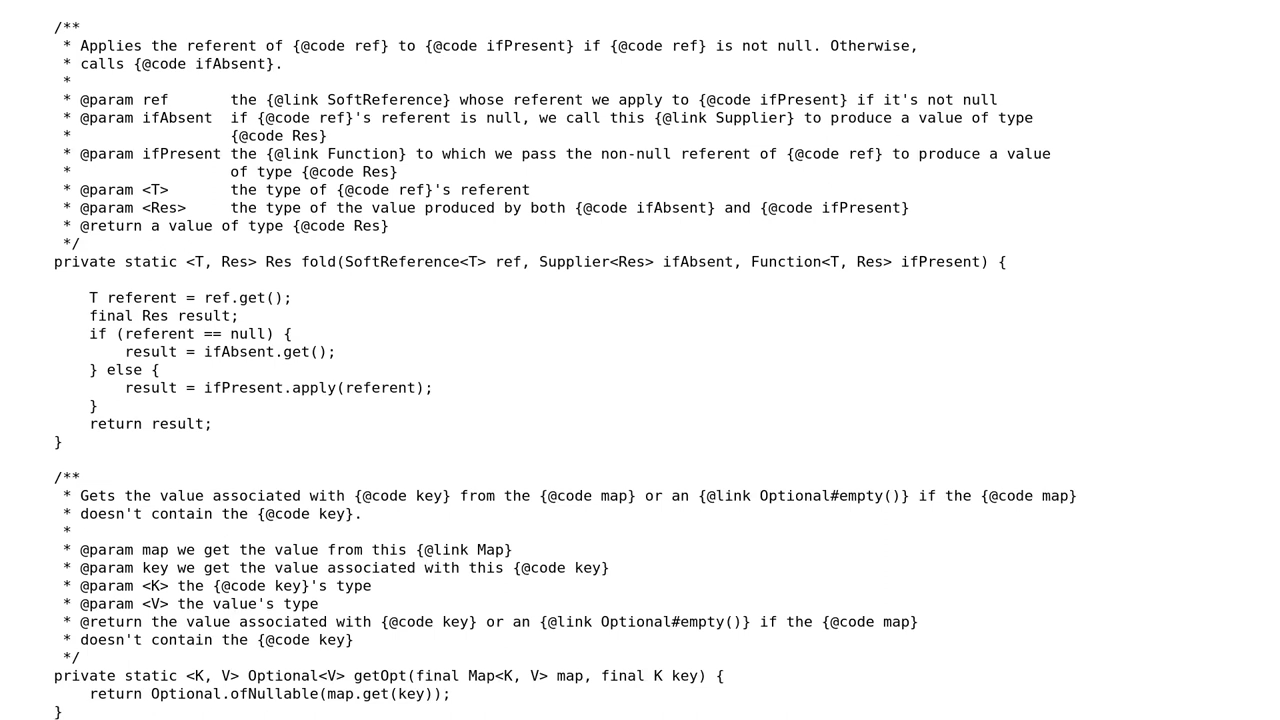 /**
 * Applies the referent of {@code ref} to {@code ifPresent} if {@code ref} is not null. Otherwise,
 * calls {@code ifAbsent}.
 *
 * @param ref       the {@link SoftReference} whose referent we apply to {@code ifPresent} if it's not null
 * @param ifAbsent  if {@code ref}'s referent is null, we call this {@link Supplier} to produce a value of type
 *                  {@code Res}
 * @param ifPresent the {@link Function} to which we pass the non-null referent of {@code ref} to produce a value
 *                  of type {@code Res}
 * @param <T>       the type of {@code ref}'s referent
 * @param <Res>     the type of the value produced by both {@code ifAbsent} and {@code ifPresent}
 * @return a value of type {@code Res}
 */
private static <T, Res> Res fold(SoftReference<T> ref, Supplier<Res> ifAbsent, Function<T, Res> ifPresent) {

    T referent = ref.get();
    final Res result;
    if (referent == null) {
        result = ifAbsent.get();
    } else {
        result = ifPresent.apply(referent);
    }
    return result;
}

/**
 * Gets the value associated with {@code key} from the {@code map} or an {@link Optional#empty()} if the {@code map}
 * doesn't contain the {@code key}.
 *
 * @param map we get the value from this {@link Map}
 * @param key we get the value associated with this {@code key}
 * @param <K> the {@code key}'s type
 * @param <V> the value's type
 * @return the value associated with {@code key} or an {@link Optional#empty()} if the {@code map}
 * doesn't contain the {@code key}
 */
private static <K, V> Optional<V> getOpt(final Map<K, V> map, final K key) {
    return Optional.ofNullable(map.get(key));
}